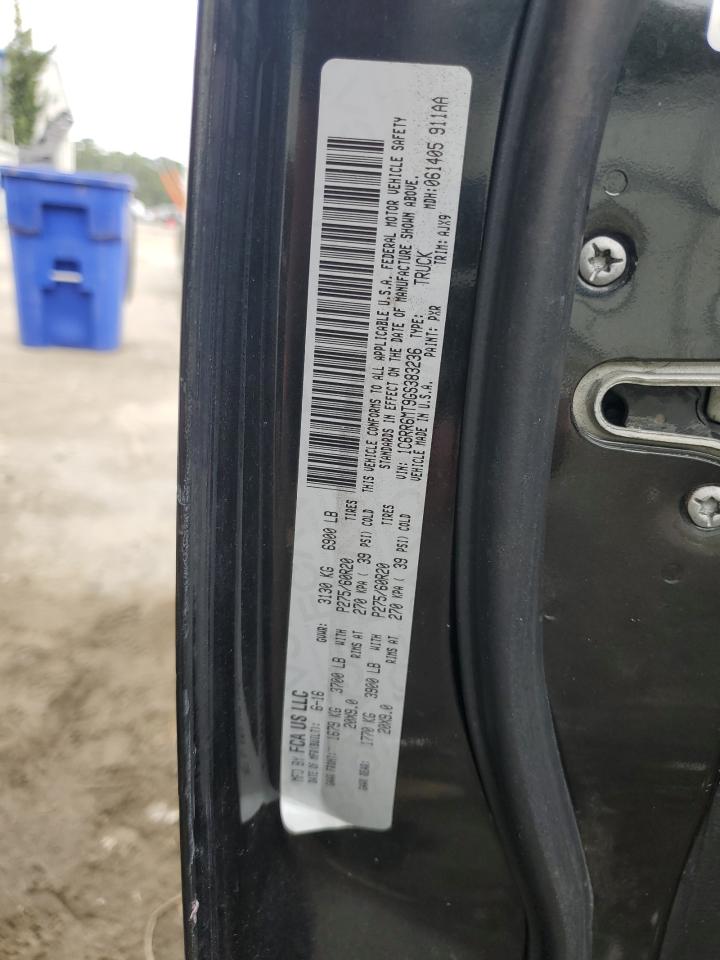 MFD BY: FCA US LLC
DATE OF MFR(BUILT): 6-16 GVWR: 3130 KG 6900 LB
GAWR FRONT: 1679 KG 3700 LB WITH P275/60R20 TIRES
20X9.0 RIMS AT 270 KPA ( 39 PSI) COLD
GAWR REAR: 1770 KG 3900 LB WITH P275/60R20 TIRES
20X9.0 RIMS AT 270 KPA ( 39 PSI) COLD
THIS VEHICLE CONFORMS TO ALL APPLICABLE U.S.A. FEDERAL MOTOR VEHICLE SAFETY
STANDARDS IN EFFECT ON THE DATE OF MANUFACTURE SHOWN ABOVE.
VIN: 1C6RR6MT9GS383236 TYPE: TRUCK MDH:061405 911AA
VEHICLE MADE IN U.S.A. PAINT: PXR TRIM: AJX9